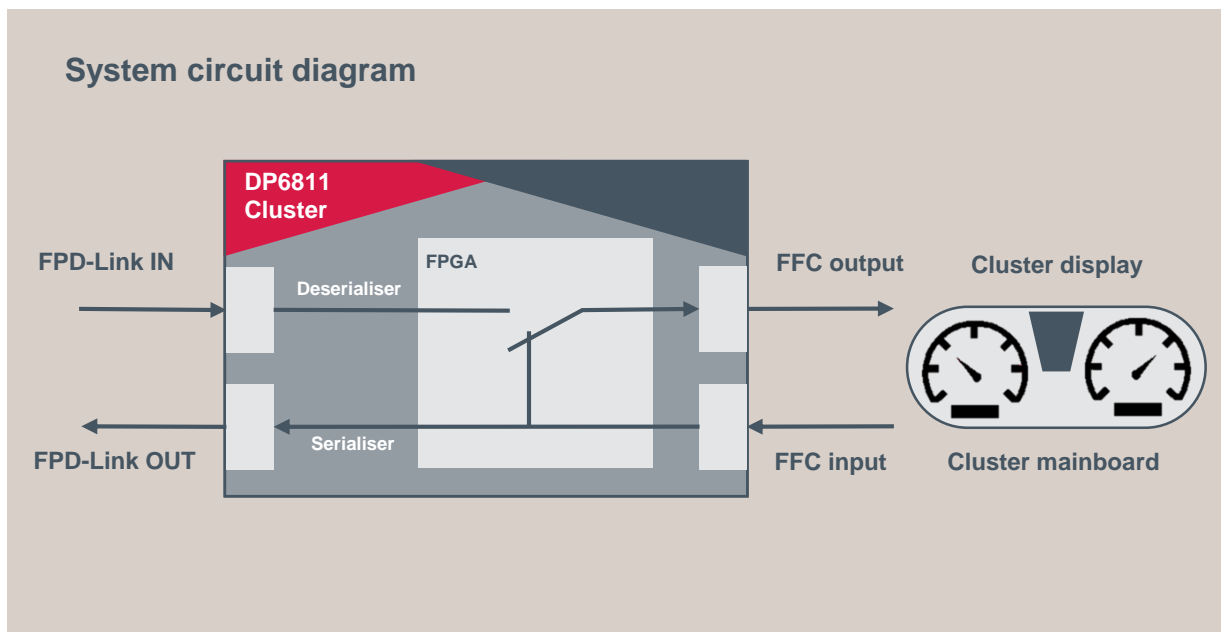 System circuit diagram
DP6811
Cluster
FPD-Link IN
FPGA
FFC output
Cluster display
Deserialiser
Serialiser
FPD-Link OUT
FFC input
Cluster mainboard